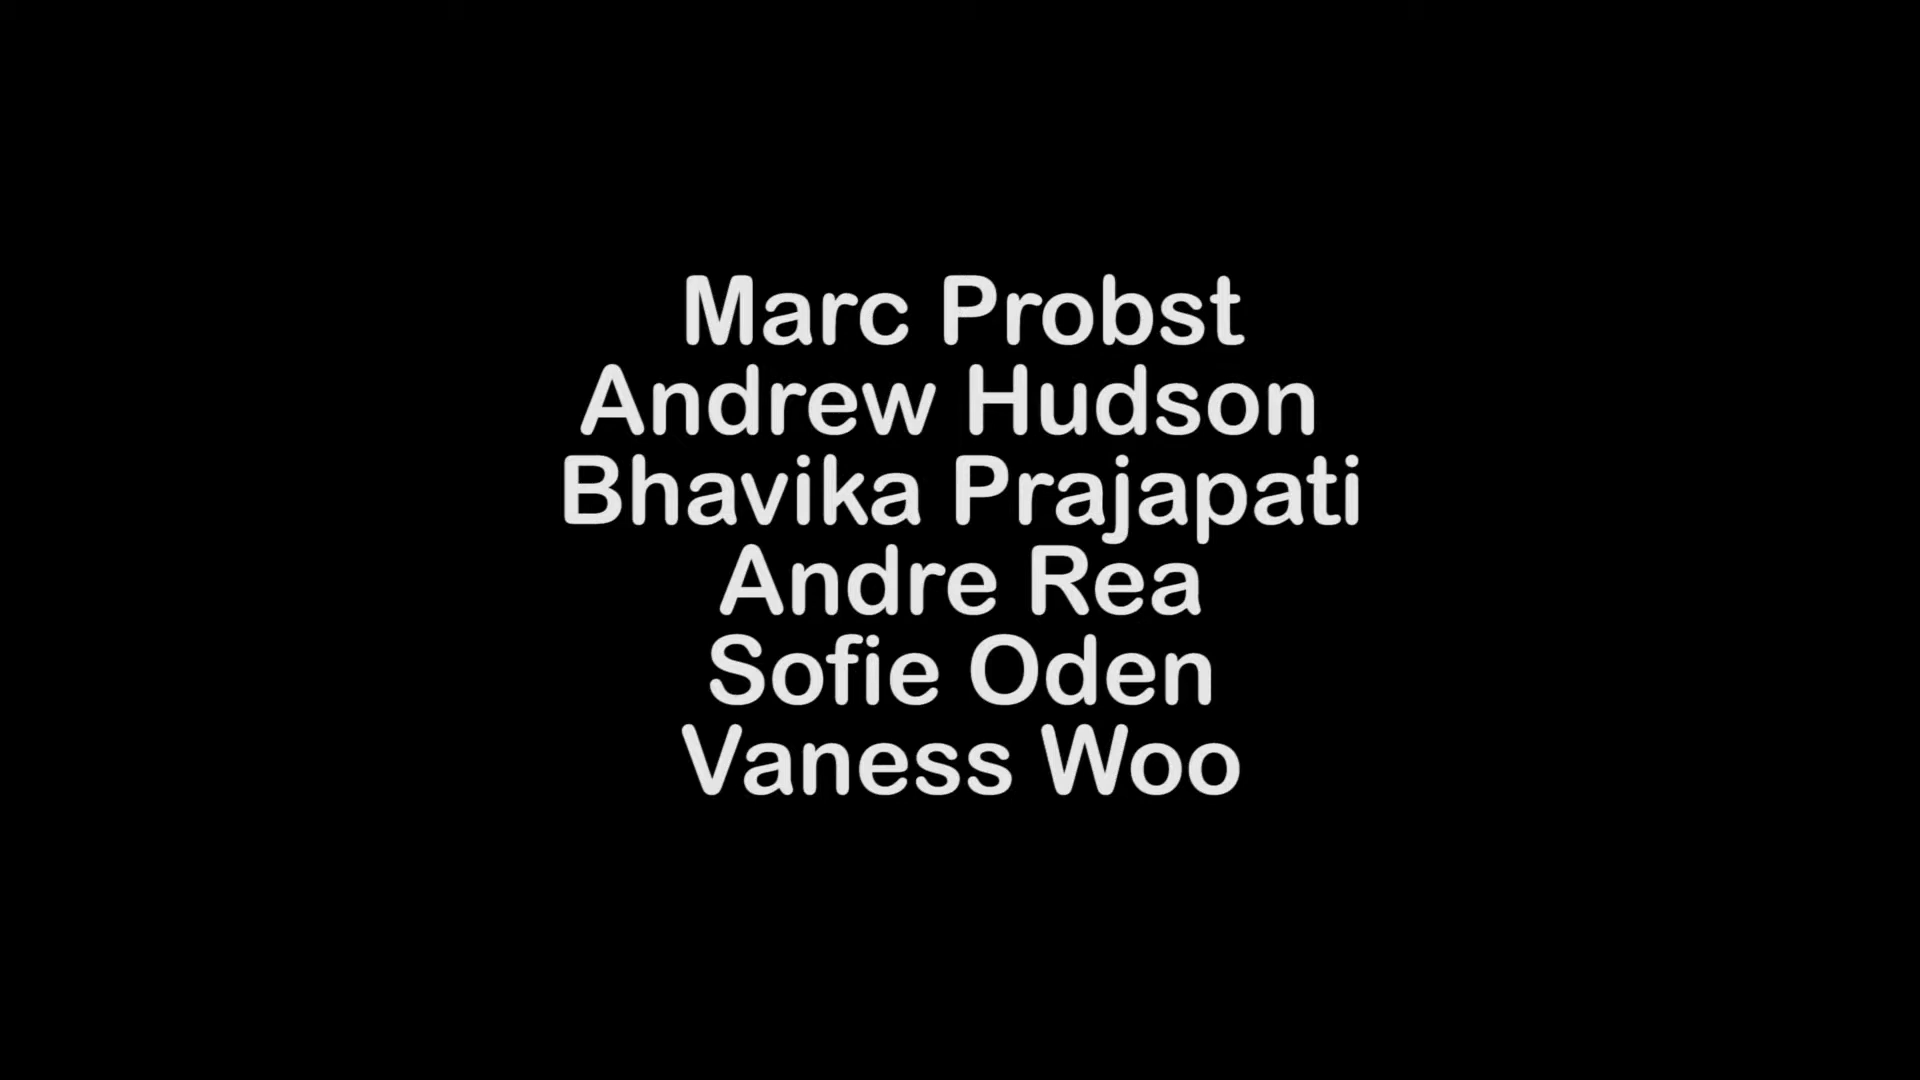 Marc Probst
Andrew Hudson
Bhavika Prajapati
Andre Rea
Sofie Oden
Vaness Woo